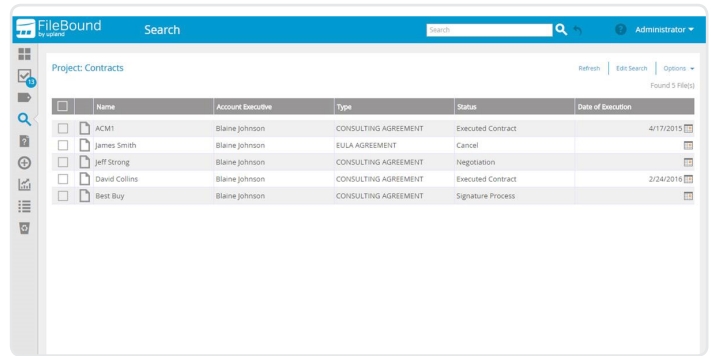 FileBound
by upland
Search
Search
Administrator
13
Project: Contracts
Refresh
Edit Search
Options
Found 5 File(s)
Name Account Executive Type Status Date of Execution
ACM1 Blaine Johnson CONSULTING AGREEMENT Executed Contract 4/17/2015
James Smith Blaine Johnson EULA AGREEMENT Cancel
Jeff Strong Blaine Johnson CONSULTING AGREEMENT Negotiation
David Collins Blaine Johnson CONSULTING AGREEMENT Executed Contract 2/24/2016
Best Buy Blaine Johnson CONSULTING AGREEMENT Signature Process